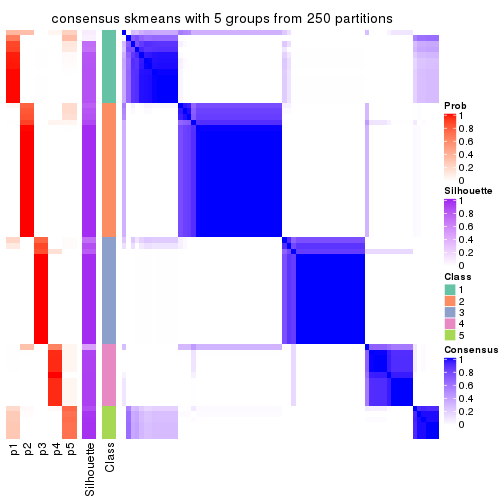 consensus skmeans with 5 groups from 250 partitions
Prob
1
0.8
0.6
0.4
0.2
0
Silhouette
1
0.8
0.6
0.4
0.2
0
Class
1
2
3
4
5
Consensus
1
0.8
0.6
0.4
0.2
0
p1
p2
p3
p4
p5
Silhouette
Class